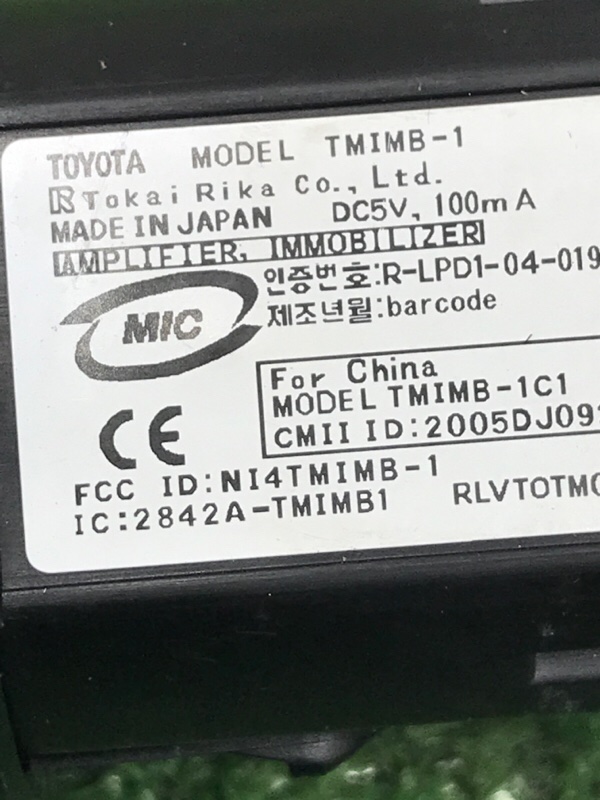 TOYOTA MODEL TMIMB-1
R Tokai Rika Co., Ltd.
MADE IN JAPAN DC5V, 100mA
AMPLIFIER, IMMOBILIZER
인증번호:R-LPD1-04-019
제조년월:barcode
MIC
For China
MODEL TMIMB-1C1
CMII ID:2005DJ09
CE
FCC ID:NI4TMIMB-1
IC:2842A-TMIMB1
RLVTOTM